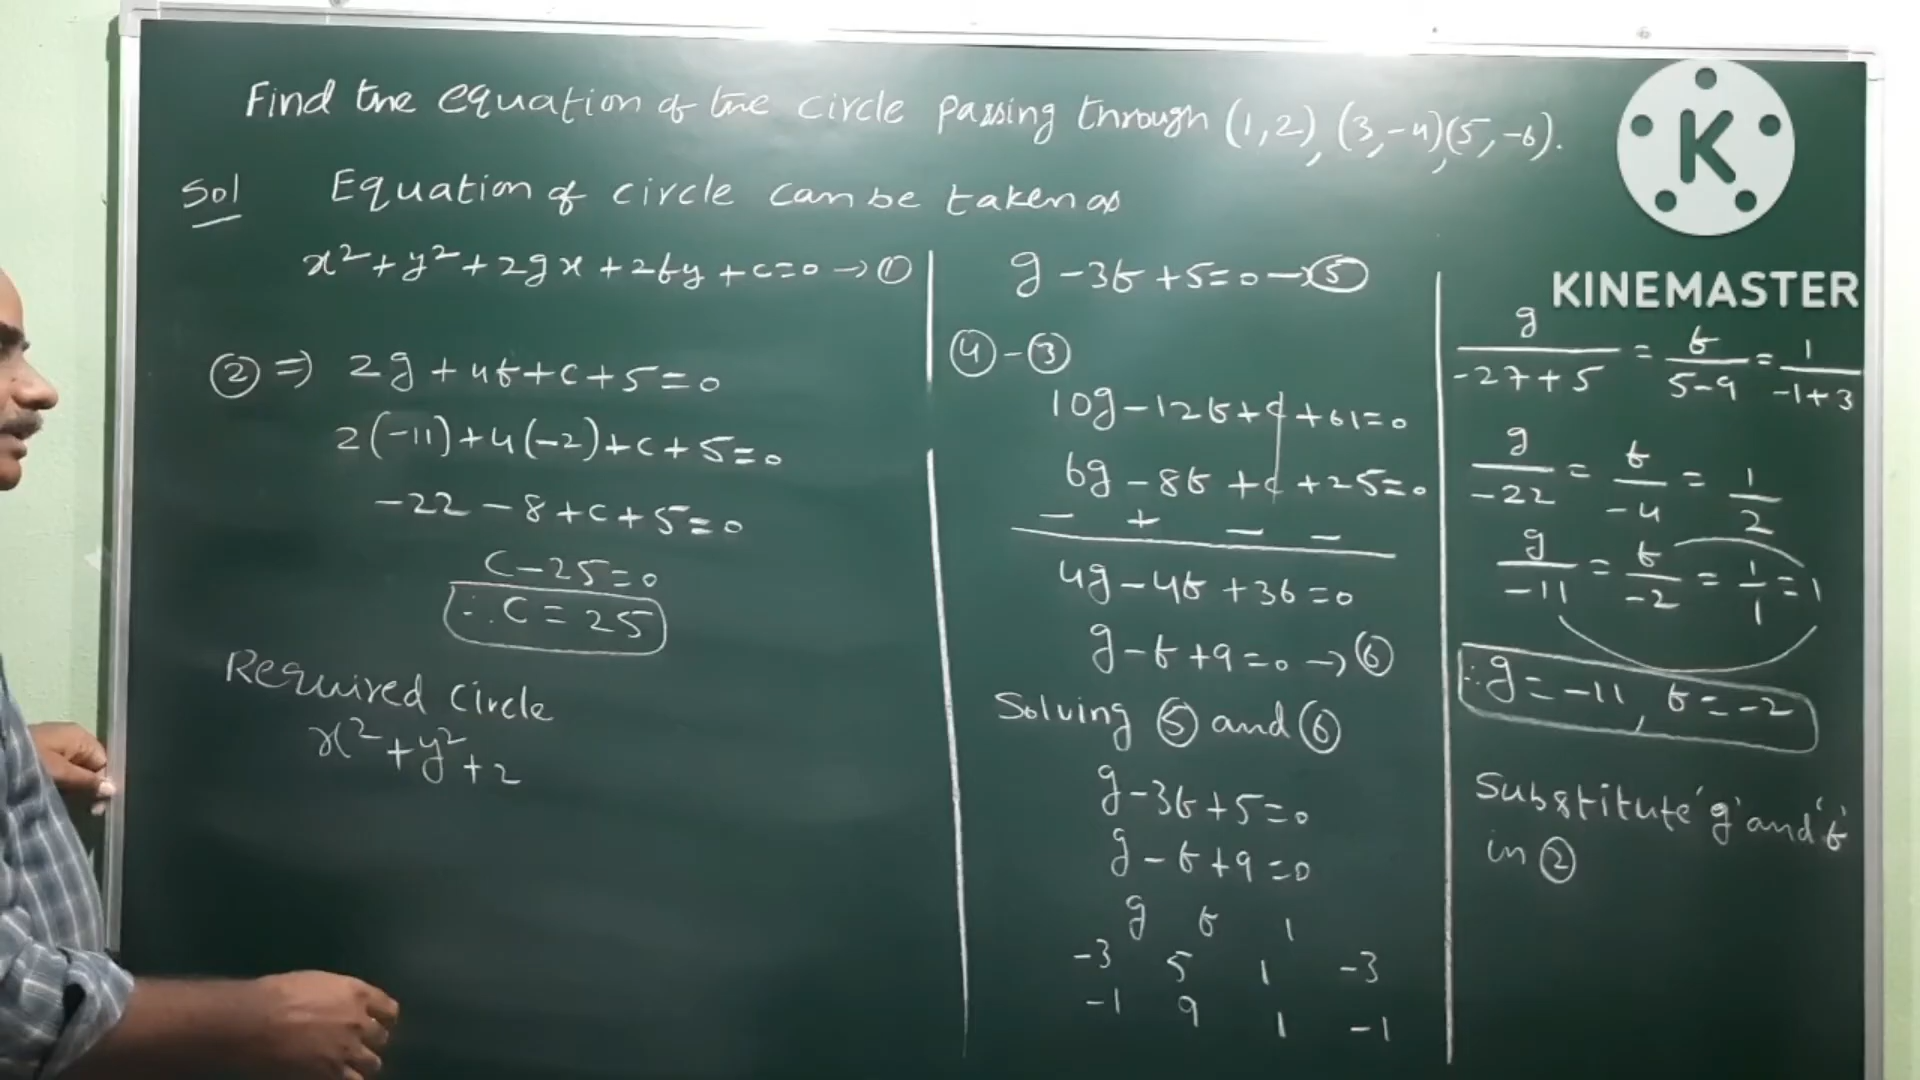 Find the equation of the circle passing through (1,2), (3,-4), (5,-6).
Sol Equation of circle can be taken as
x²+y²+2gx+2fy+c=0→①
②⇒ 2g+4f+c+5=0
2(-11)+4(-2)+c+5=0
-22-8+c+5=0
C-25=0
∴C=25
Required Circle
x²+y²+2
g-3f+5=0→⑤
④-③
10g-12f+c+61=0
6g-8f+c+25=0
- + - -
4g-4f+36=0
g-f+9=0→⑥
Solving ⑤ and ⑥
g-3f+5=0
g-f+9=0
g f 1
-3 5 1 -3
-1 9 1 -1
K
KINEMASTER
g/-27+5 = f/5-9 = 1/-1+3
g/-22 = f/-4 = 1/2
g/-11 = f/-2 = 1/1 = 1
∴g=-11, f=-2
Substitute 'g' and 'f'
in ②